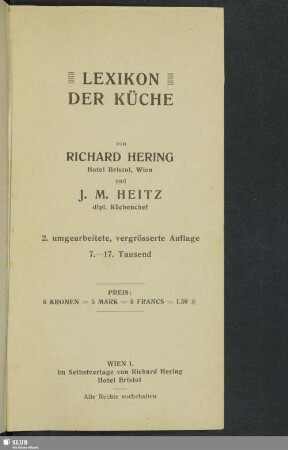 LEXIKON
DER KÜCHE
von
RICHARD HERING
Hotel Bristol, Wien
und
J. M. HEITZ
dipl. Küchenchef
2. umgearbeitete, vergrösserte Auflage
7.—17. Tausend
PREIS:
6 KRONEN = 5 MARK = 6 FRANCS = 1.50 $
WIEN I.
Im Selbstverlage von Richard Hering
Hotel Bristol
Alle Rechte vorbehalten
SLUB